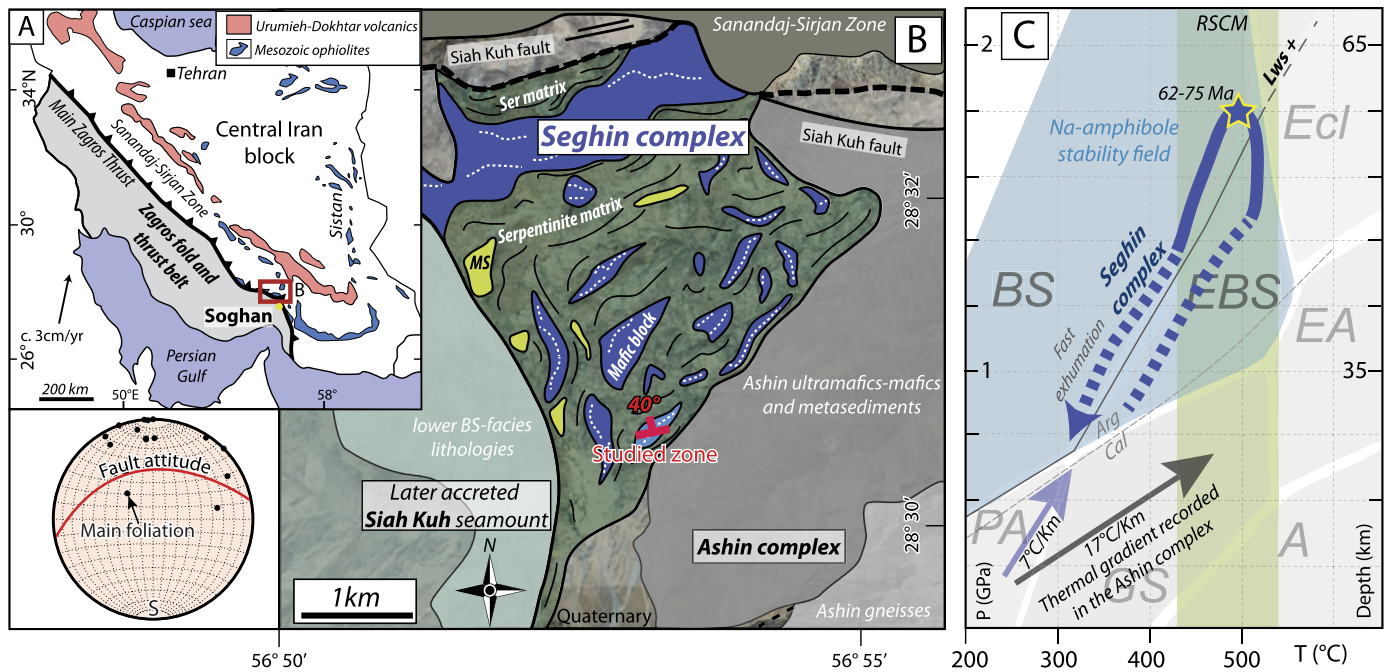 A
Caspian sea
Urumieh-Dokhtar volcanics
Mesozoic ophiolites
Tehran
34°N
30°
26°
Main Zagros Thrust
Sanandaj-Sirjan Zone
Central Iran
block
Sistan
Zagros fold and
thrust belt
B
Soghan
c. 3cm/yr
Persian
Gulf
200 km
50°E
58°
Fault attitude
Main foliation
S
B
Sanandaj-Sirjan Zone
Siah Kuh fault
Ser matrix
Seghin complex
Siah Kuh fault
Serpentinite matrix
MS
Mafic block
28° 32′
40°
Studied zone
Ashin ultramafics-mafics
and metasediments
lower BS-facies
lithologies
Later accreted
Siah Kuh seamount
28° 30′
Ashin complex
N
1km
Quaternary
Ashin gneisses
56° 50′
56° 55′
C
RSCM
2
65
Lws +
62-75 Ma
Ecl
Na-amphibole
stability field
Seghin
complex
BS
EBS
EA
Fast
exhumation
1
35
Arg
Cal
PA
7°C/Km
17°C/Km
Thermal gradient recorded
in the Ashin complex
GS
A
P (GPa)
Depth (km)
200
300
400
500
T (°C)